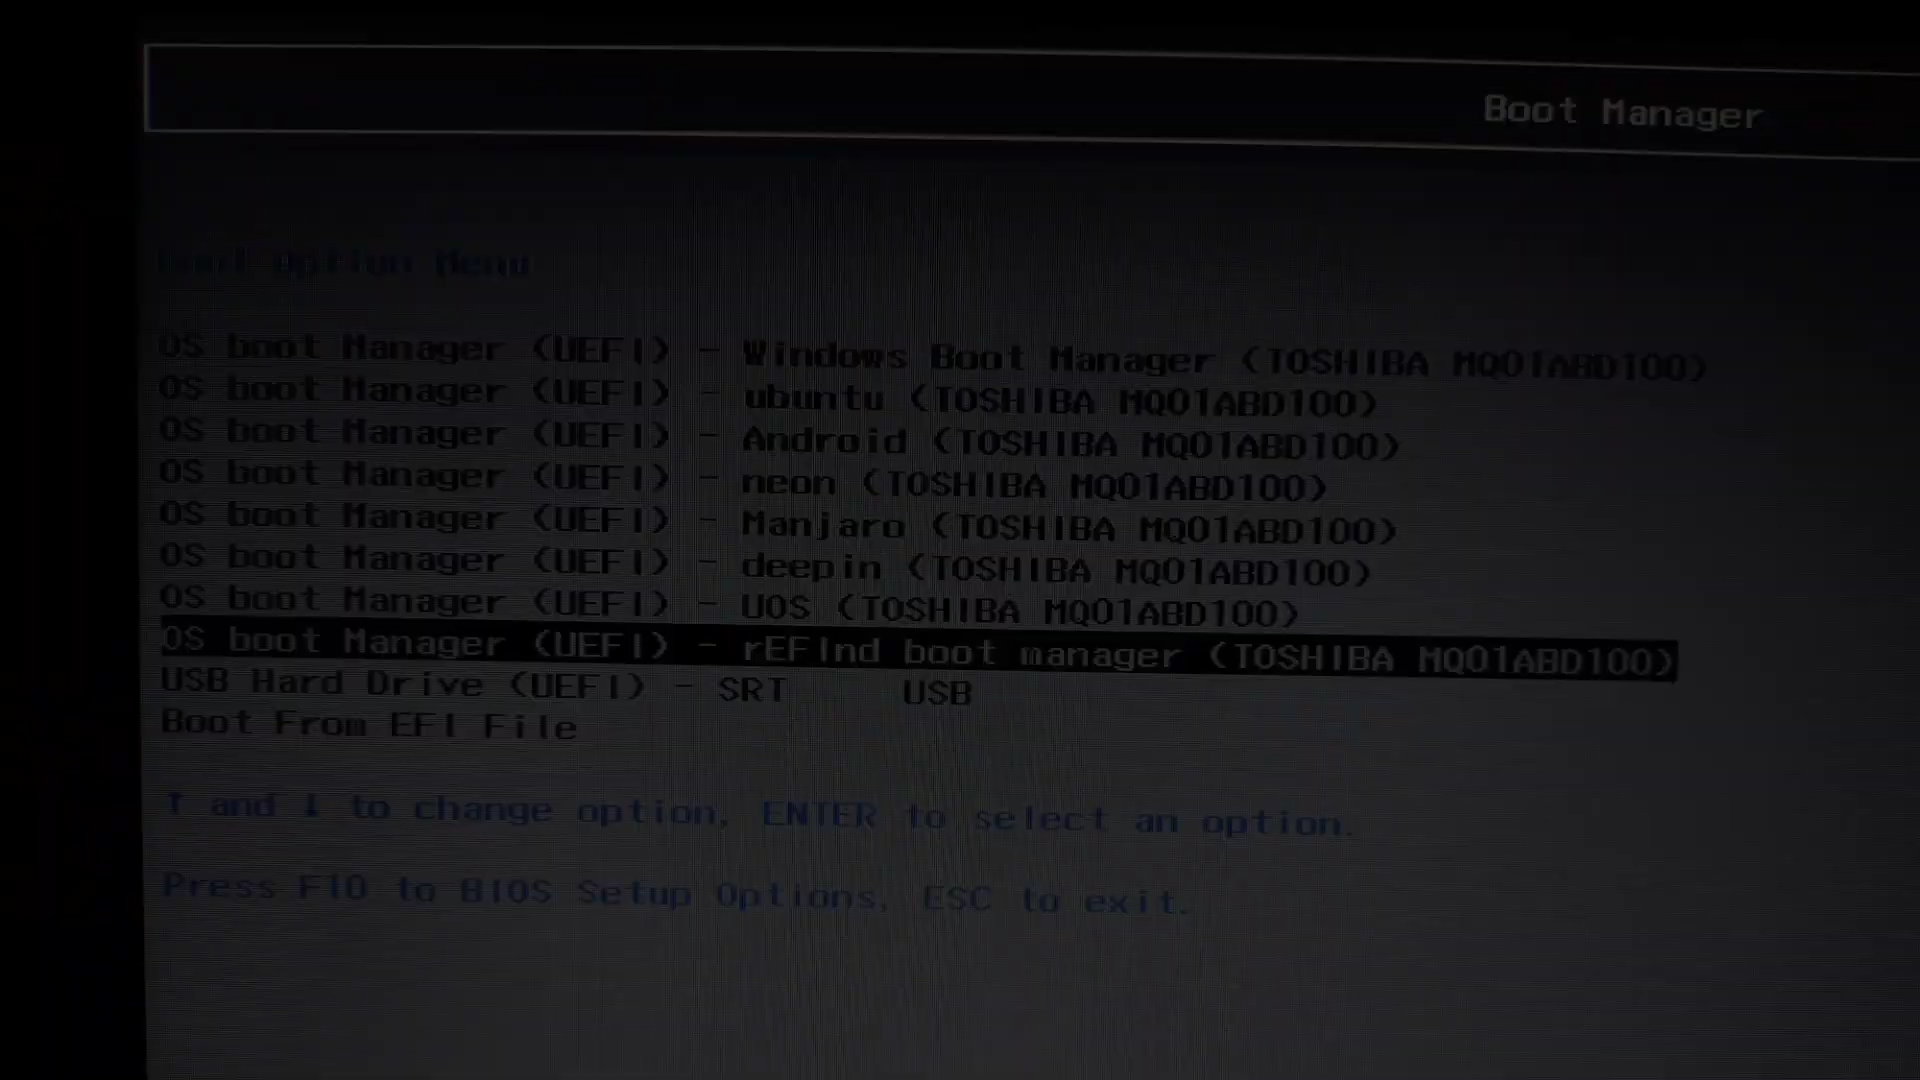 Boot Manager
Boot Option Menu
OS boot Manager (UEFI) - Windows Boot Manager (TOSHIBA MQ01ABD100)
OS boot Manager (UEFI) - ubuntu (TOSHIBA MQ01ABD100)
OS boot Manager (UEFI) - Android (TOSHIBA MQ01ABD100)
OS boot Manager (UEFI) - neon (TOSHIBA MQ01ABD100)
OS boot Manager (UEFI) - Manjaro (TOSHIBA MQ01ABD100)
OS boot Manager (UEFI) - deepin (TOSHIBA MQ01ABD100)
OS boot Manager (UEFI) - UOS (TOSHIBA MQ01ABD100)
OS boot Manager (UEFI) - rEFInd boot manager (TOSHIBA MQ01ABD100)
USB Hard Drive (UEFI) - SRT USB
Boot From EFI File
↑ and ↓ to change option, ENTER to select an option.
Press F10 to BIOS Setup Options, ESC to exit.